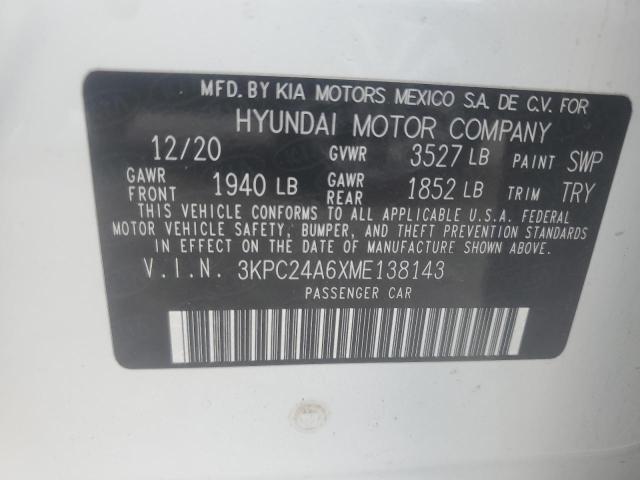 MFD. BY KIA MOTORS MEXICO S.A. DE C.V. FOR
HYUNDAI MOTOR COMPANY
12/20 GVWR 3527 LB PAINT SWP
GAWR FRONT 1940 LB GAWR REAR 1852 LB TRIM TRY
THIS VEHICLE CONFORMS TO ALL APPLICABLE U.S.A. FEDERAL
MOTOR VEHICLE SAFETY, BUMPER, AND THEFT PREVENTION STANDARDS
IN EFFECT ON THE DATE OF MANUFACTURE SHOWN ABOVE.
V.I.N. 3KPC24A6XME138143
PASSENGER CAR